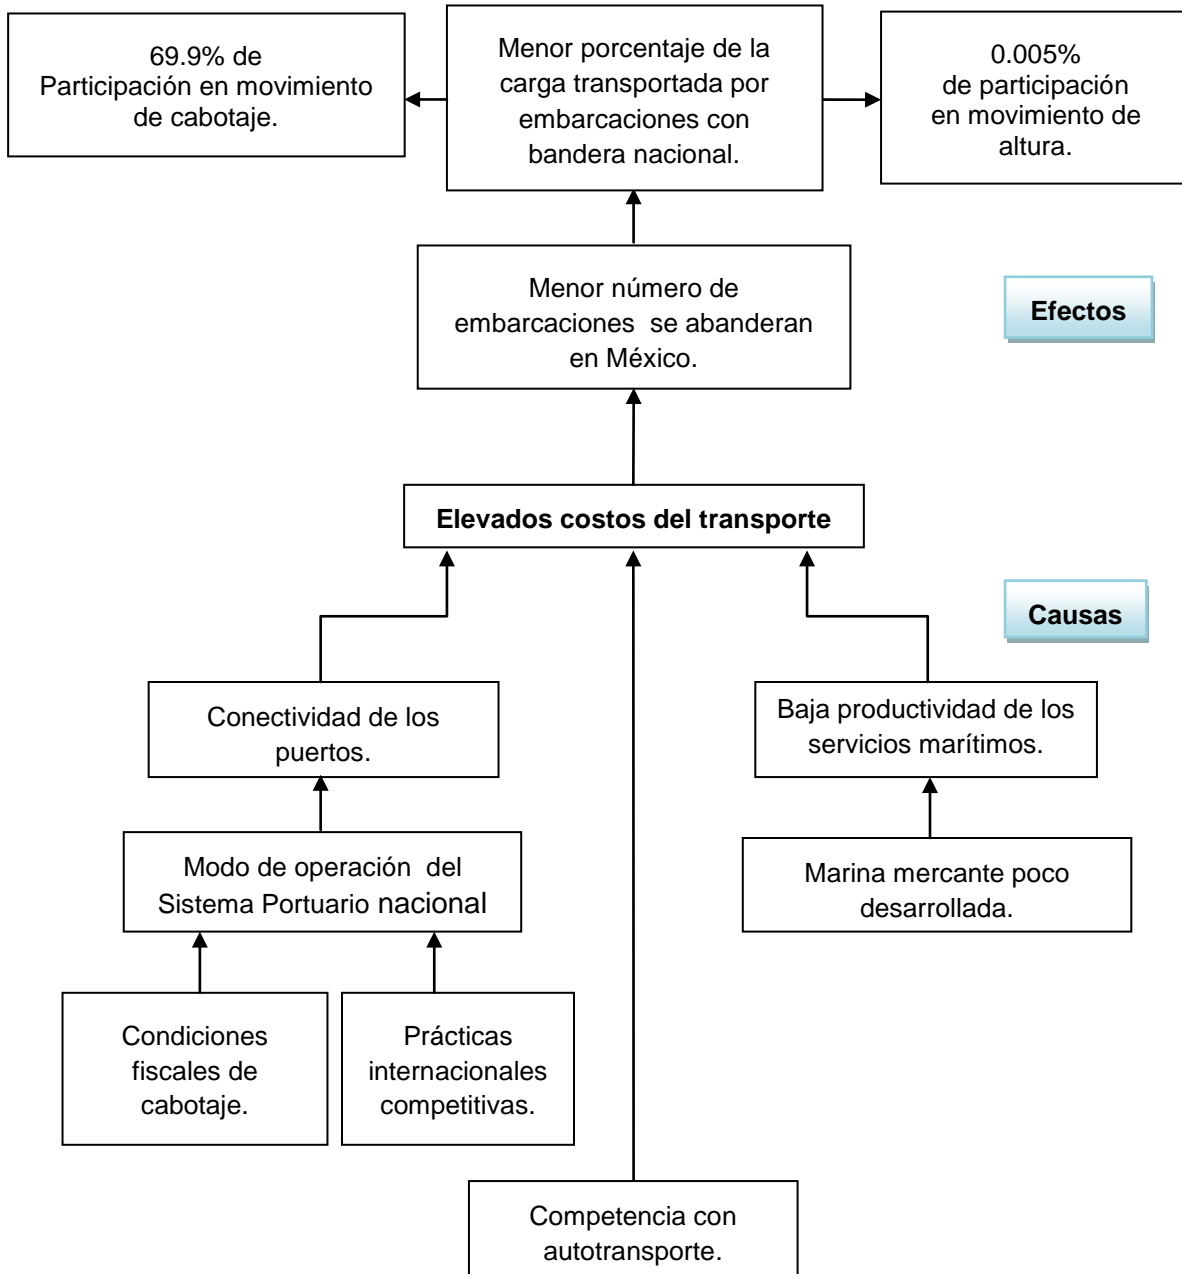 69.9% de
Participación en movimiento
de cabotaje.
Menor porcentaje de la
carga transportada por
embarcaciones con
bandera nacional.
0.005%
de participación
en movimiento de
altura.
Menor número de
embarcaciones se abanderan
en México.
Efectos
Elevados costos del transporte
Causas
Conectividad de los
puertos.
Baja productividad de los
servicios marítimos.
Modo de operación del
Sistema Portuario nacional
Marina mercante poco
desarrollada.
Condiciones
fiscales de
cabotaje.
Prácticas
internacionales
competitivas.
Competencia con
autotransporte.